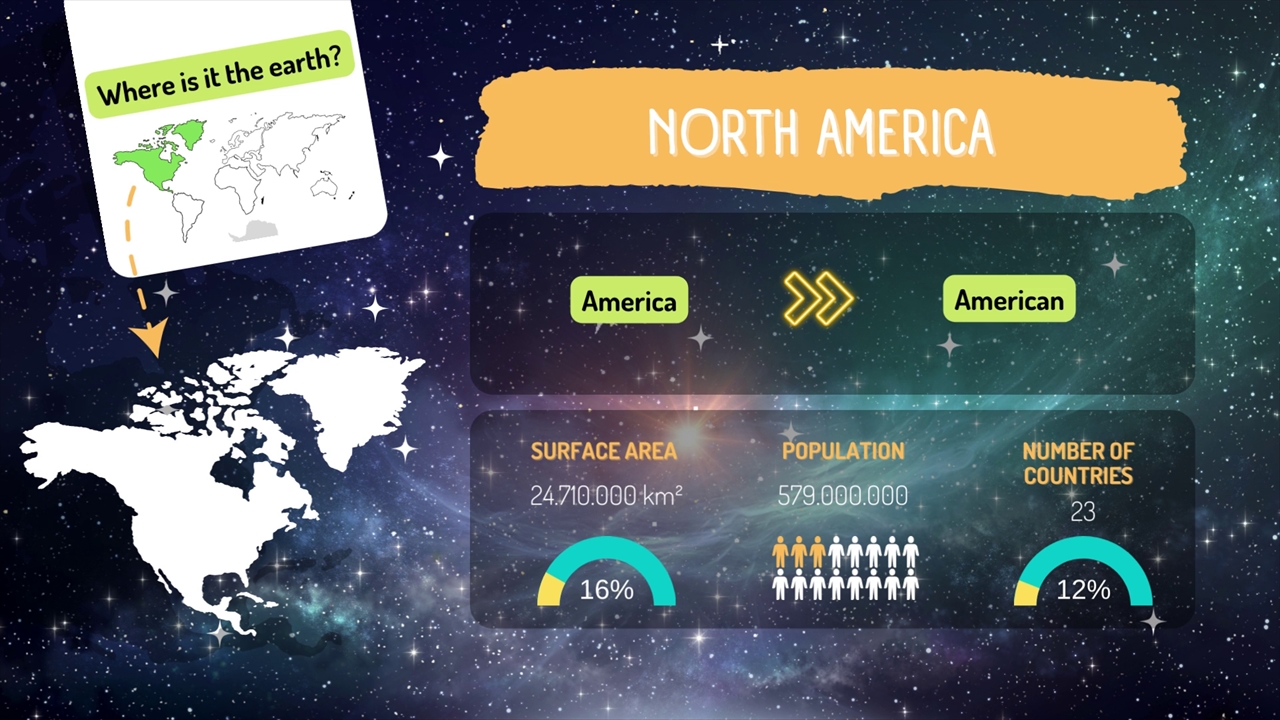 Where is it the earth?
NORTH AMERICA
America
American
SURFACE AREA
24.710.000 km²
16%
POPULATION
579.000.000
NUMBER OF
COUNTRIES
23
12%